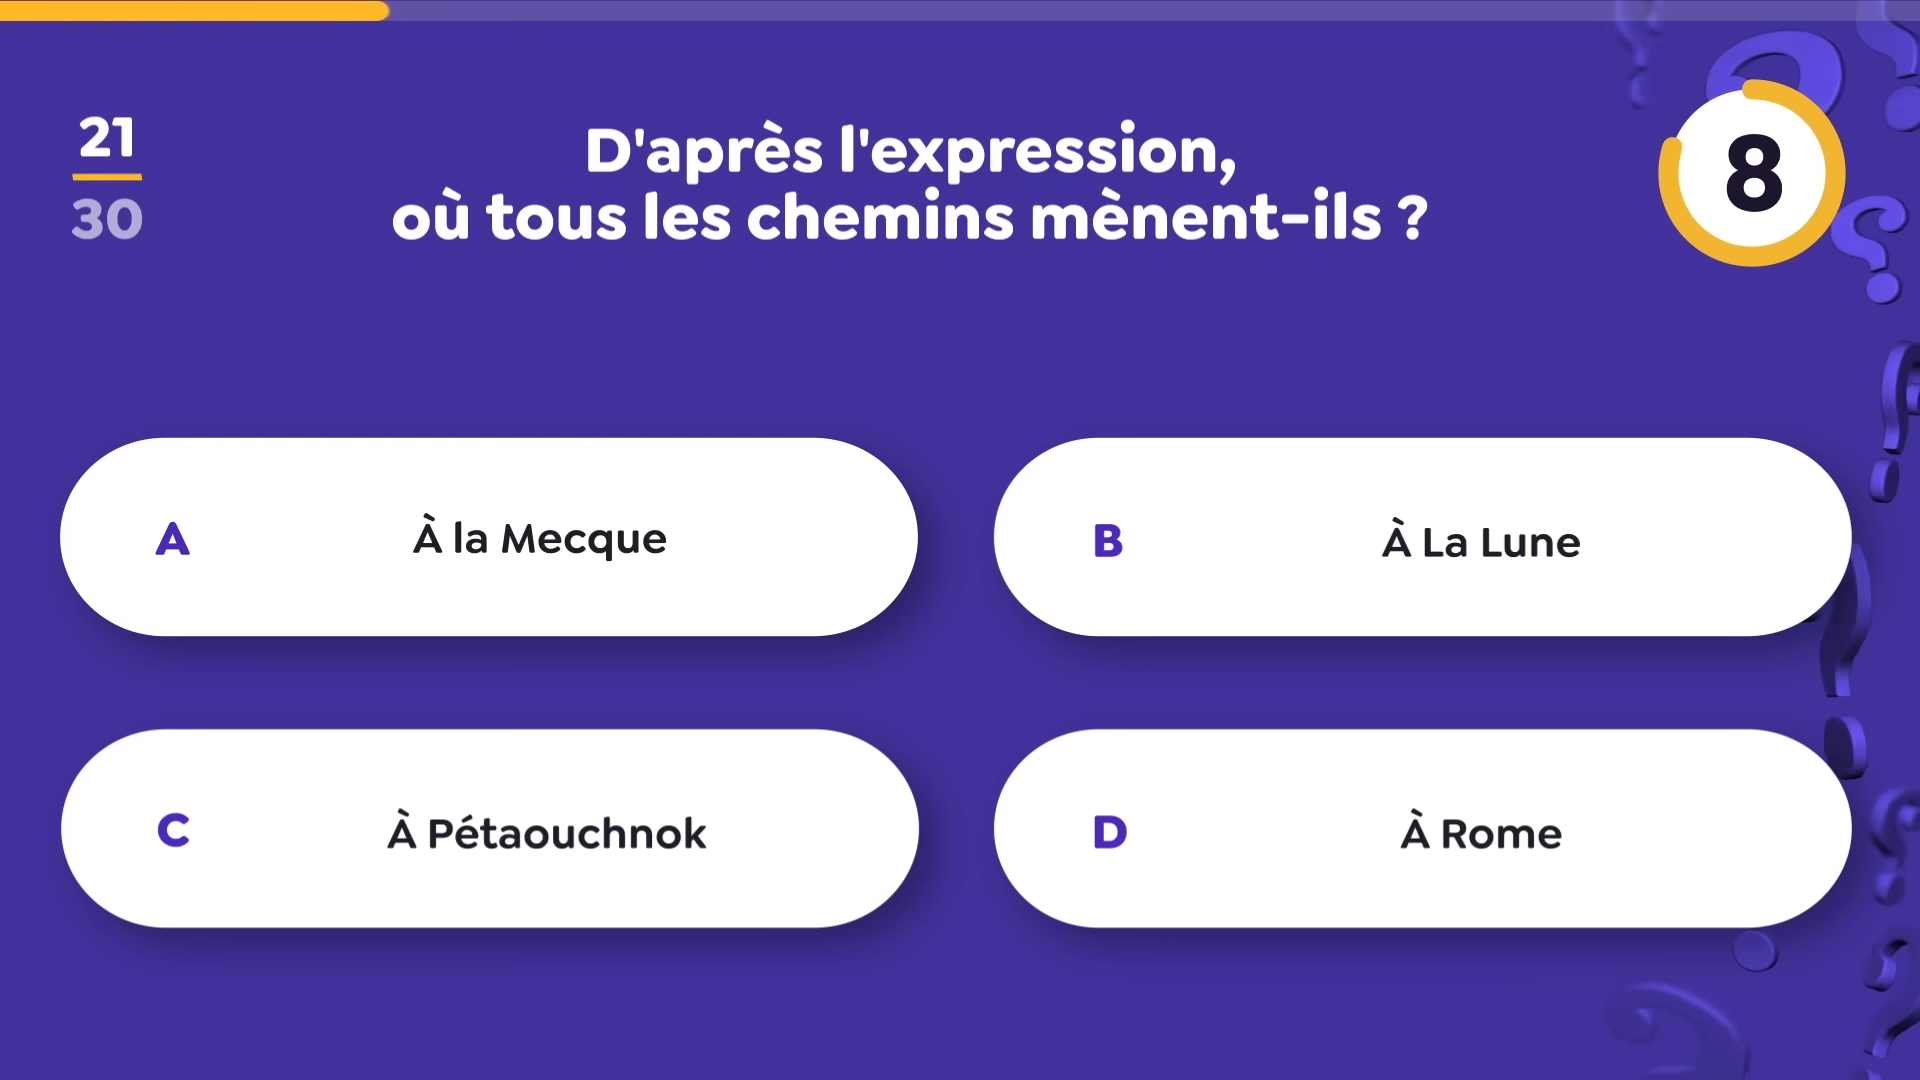 21
30
D'après l'expression,
où tous les chemins mènent-ils ?
8
A
À la Mecque
B
À La Lune
C
À Pétaouchnok
D
À Rome